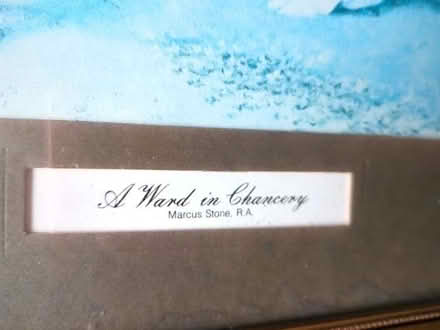 A Ward in Chancery
Marcus Stone, R.A.